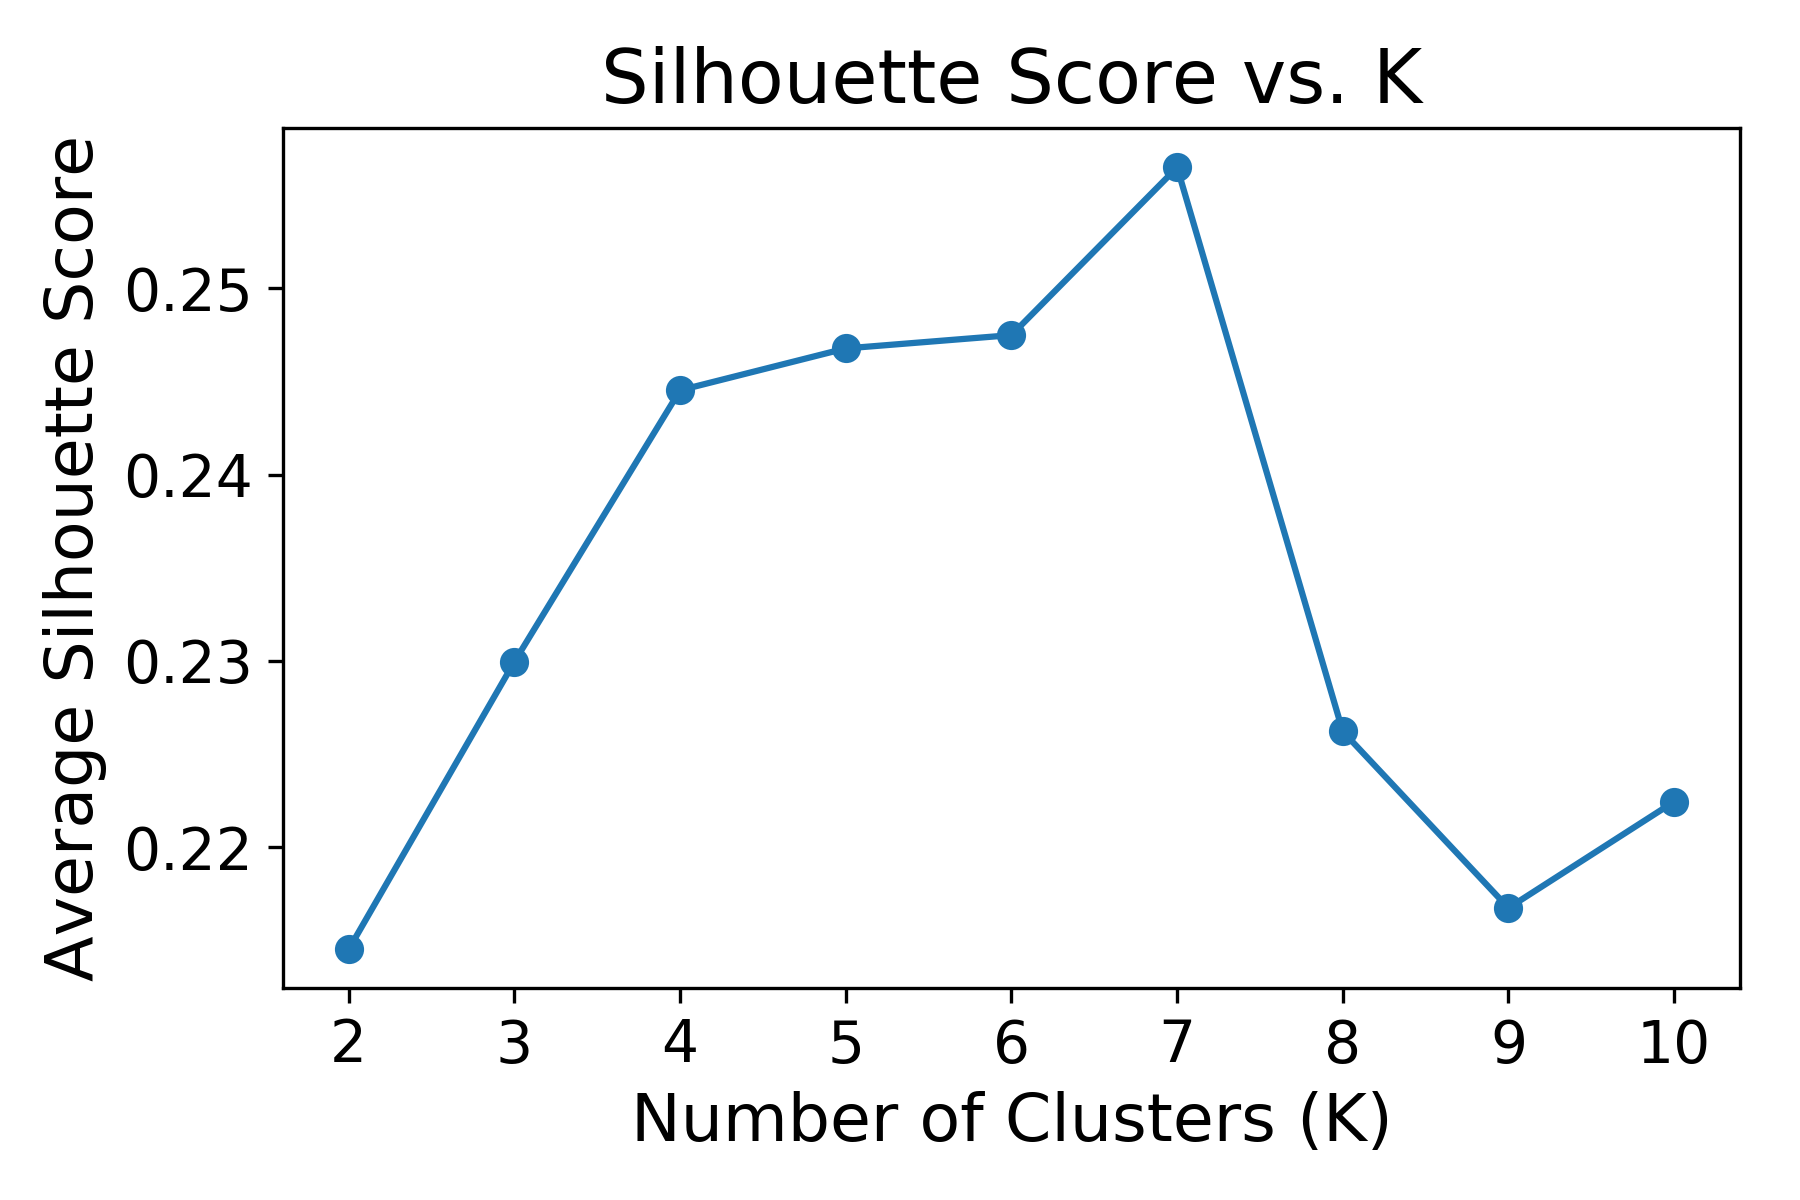 Silhouette Score vs. K
Average Silhouette Score
0.25
0.24
0.23
0.22
2 3 4 5 6 7 8 9 10
Number of Clusters (K)